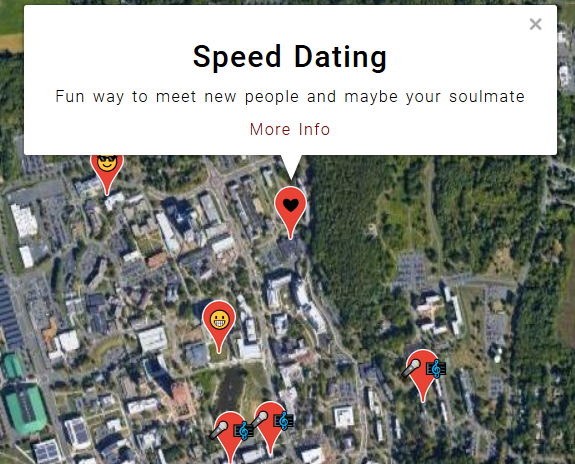 Speed Dating
Fun way to meet new people and maybe your soulmate
More Info